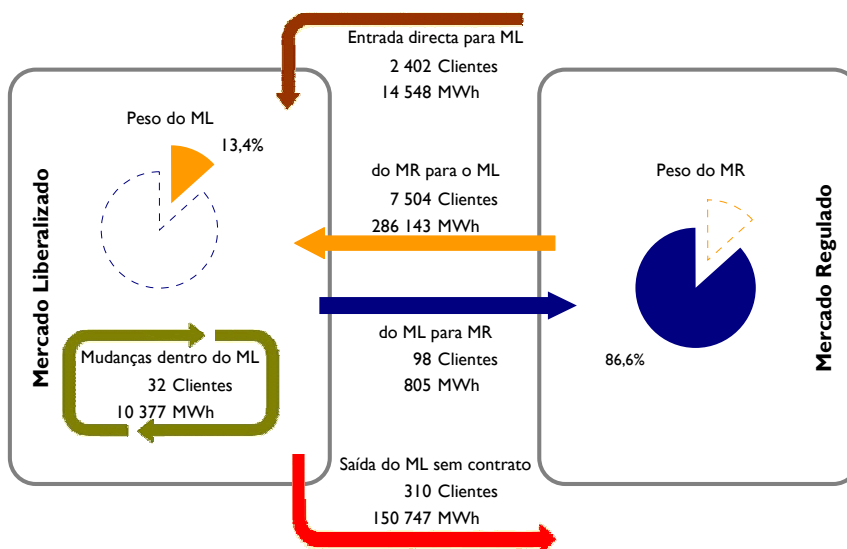 Entrada directa para ML
2 402 Clientes
14 548 MWh
Mercado Liberalizado
Peso do ML
13,4%
do MR para o ML
7 504 Clientes
286 143 MWh
Peso do MR
86,6%
Mercado Regulado
Mudanças dentro do ML
32 Clientes
10 377 MWh
do ML para MR
98 Clientes
805 MWh
Saída do ML sem contrato
310 Clientes
150 747 MWh